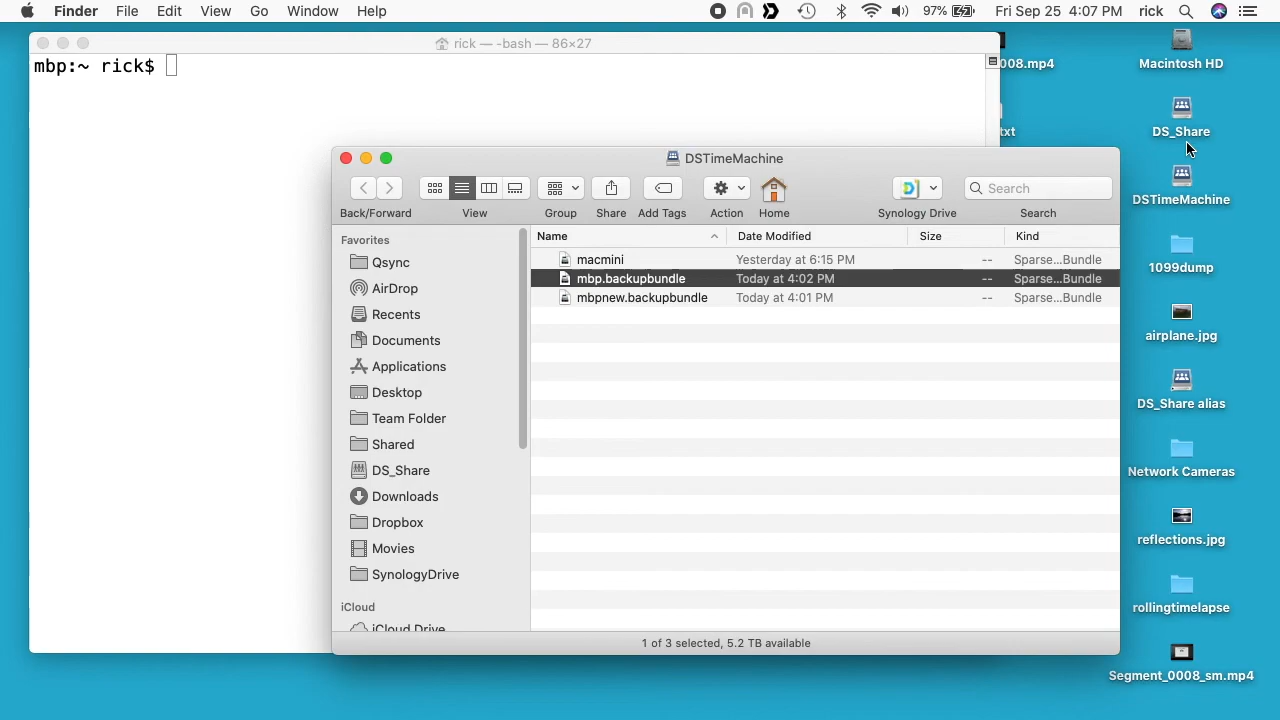 Finder File Edit View Go Window Help 97% Fri Sep 25 4:07 PM rick
rick — -bash — 86×27
mbp:~ rick$
008.mp4
txt
Macintosh HD
DS_Share
DSTimeMachine
1099dump
airplane.jpg
DS_Share alias
Network Cameras
reflections.jpg
rollingtimelapse
Segment_0008_sm.mp4
DSTimeMachine
Search
Back/Forward View Group Share Add Tags Action Home Synology Drive Search
Favorites
Qsync
AirDrop
Recents
Documents
Applications
Desktop
Team Folder
Shared
DS_Share
Downloads
Dropbox
Movies
SynologyDrive
iCloud
iCloud Drive
Name Date Modified Size Kind
macmini Yesterday at 6:15 PM -- Sparse...Bundle
mbp.backupbundle Today at 4:02 PM -- Sparse...Bundle
mbpnew.backupbundle Today at 4:01 PM -- Sparse...Bundle
1 of 3 selected, 5.2 TB available